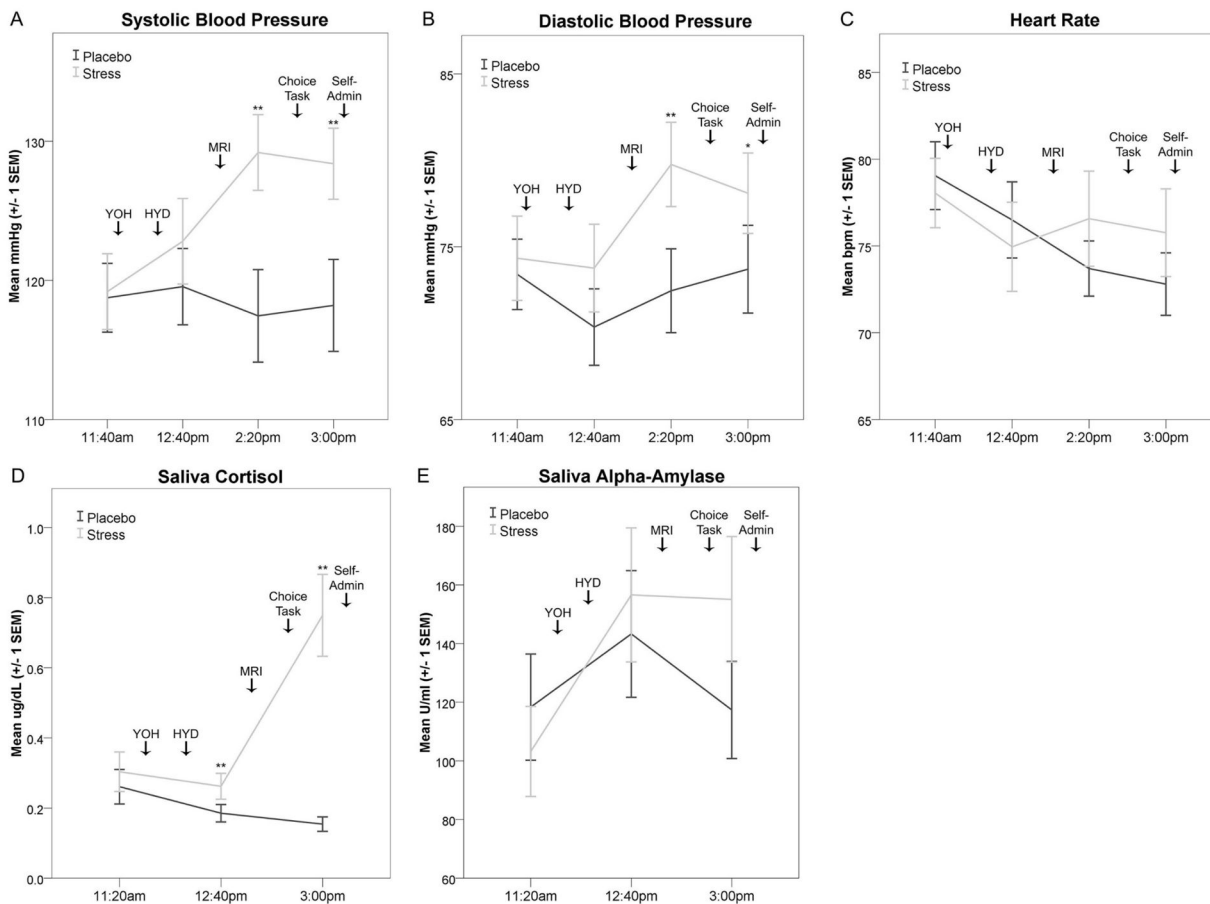 A
Systolic Blood Pressure
Placebo
Stress
Mean mmHg (+/- 1 SEM)
130
120
110
YOH
HYD
MRI
Choice
Task
Self-
Admin
**
**
11:40am
12:40pm
2:20pm
3:00pm
B
Diastolic Blood Pressure
Placebo
Stress
Mean mmHg (+/- 1 SEM)
85
75
65
YOH
HYD
MRI
**
Choice
Task
Self-
Admin
*
11:40am
12:40am
2:20pm
3:00pm
C
Heart Rate
Placebo
Stress
Mean bpm (+/- 1 SEM)
85
80
75
70
65
YOH
HYD
MRI
Choice
Task
Self-
Admin
11:40am
12:40pm
2:20pm
3:00pm
D
Saliva Cortisol
Placebo
Stress
Mean ug/dL (+/- 1 SEM)
1.0
0.8
0.6
0.4
0.2
0.0
YOH
HYD
**
MRI
Choice
Task
**
Self-
Admin
11:20am
12:40pm
3:00pm
E
Saliva Alpha-Amylase
Placebo
Stress
Mean U/ml (+/- 1 SEM)
180
160
140
120
100
80
60
YOH
HYD
MRI
Choice
Task
Self-
Admin
11:20am
12:40pm
3:00pm